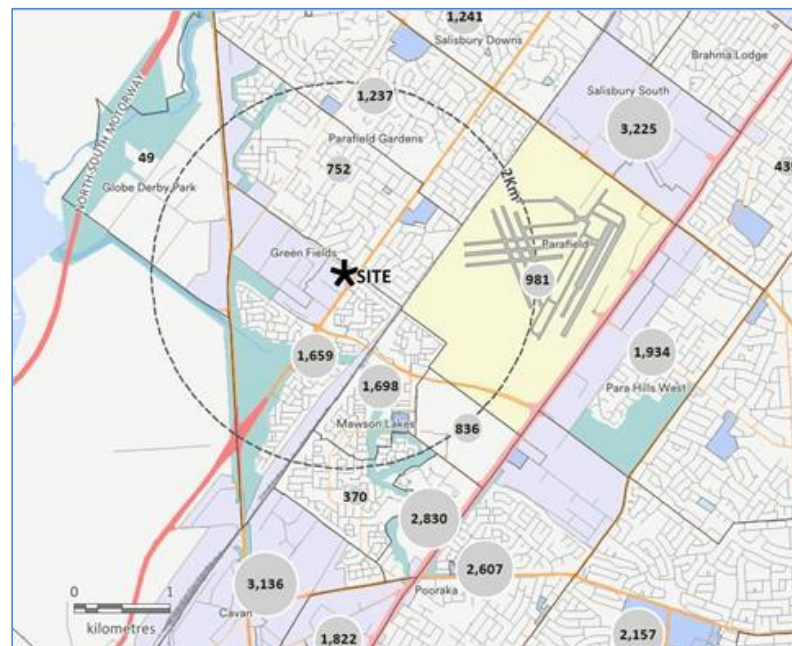 1,241
Salisbury Downs
Brahma Lodge
Salisbury South
1,237
3,225
NORTH-SOUTH MOTORWAY
Parafield Gardens
49
752
2Km
Globe Derby Park
Parafield
Green Fields
SITE
981
1,659
1,934
1,698
Para Hills West
Mawson Lakes
836
370
2,830
2,607
3,136
Pooraka
0
1
kilometres
Cavan
1,822
2,157